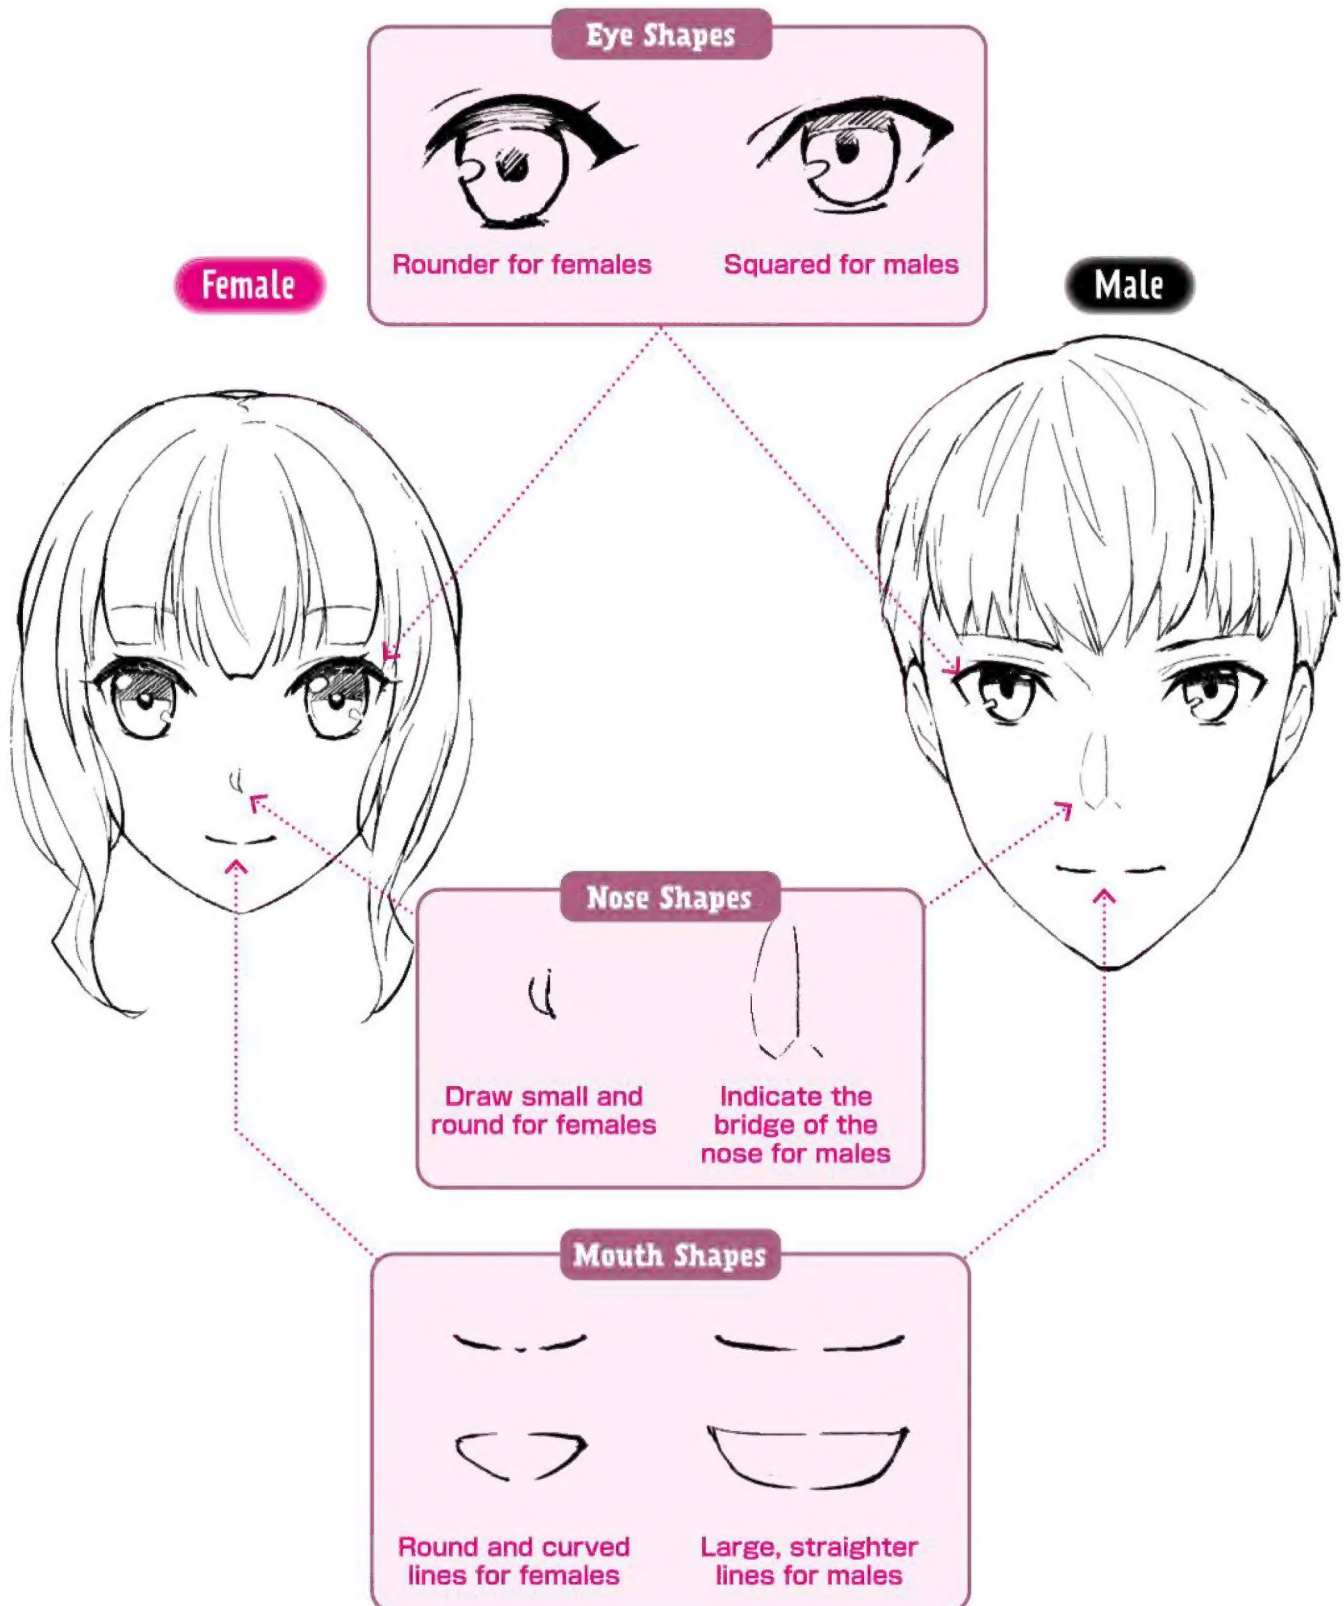 Eye Shapes
Rounder for females
Squared for males
Female
Male
Nose Shapes
Draw small and
round for females
Indicate the
bridge of the
nose for males
Mouth Shapes
Round and curved
lines for females
Large, straighter
lines for males